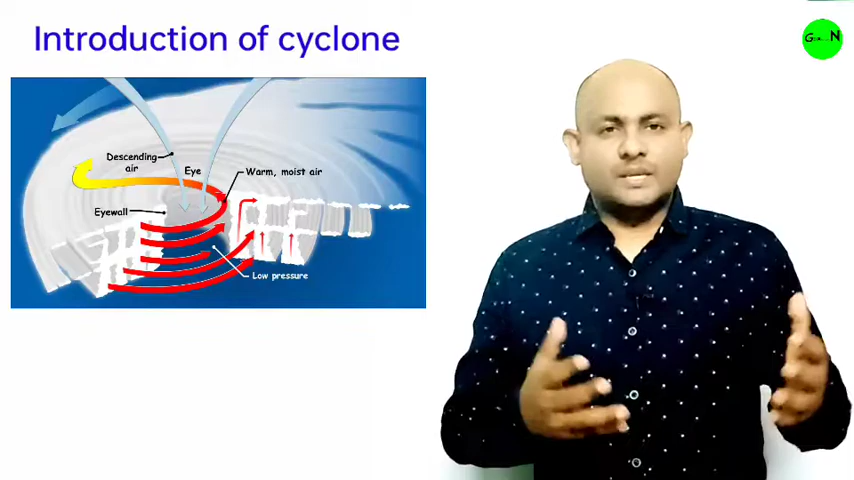 Introduction of cyclone
Descending
air
Eye
Warm, moist air
Eyewall
Low pressure